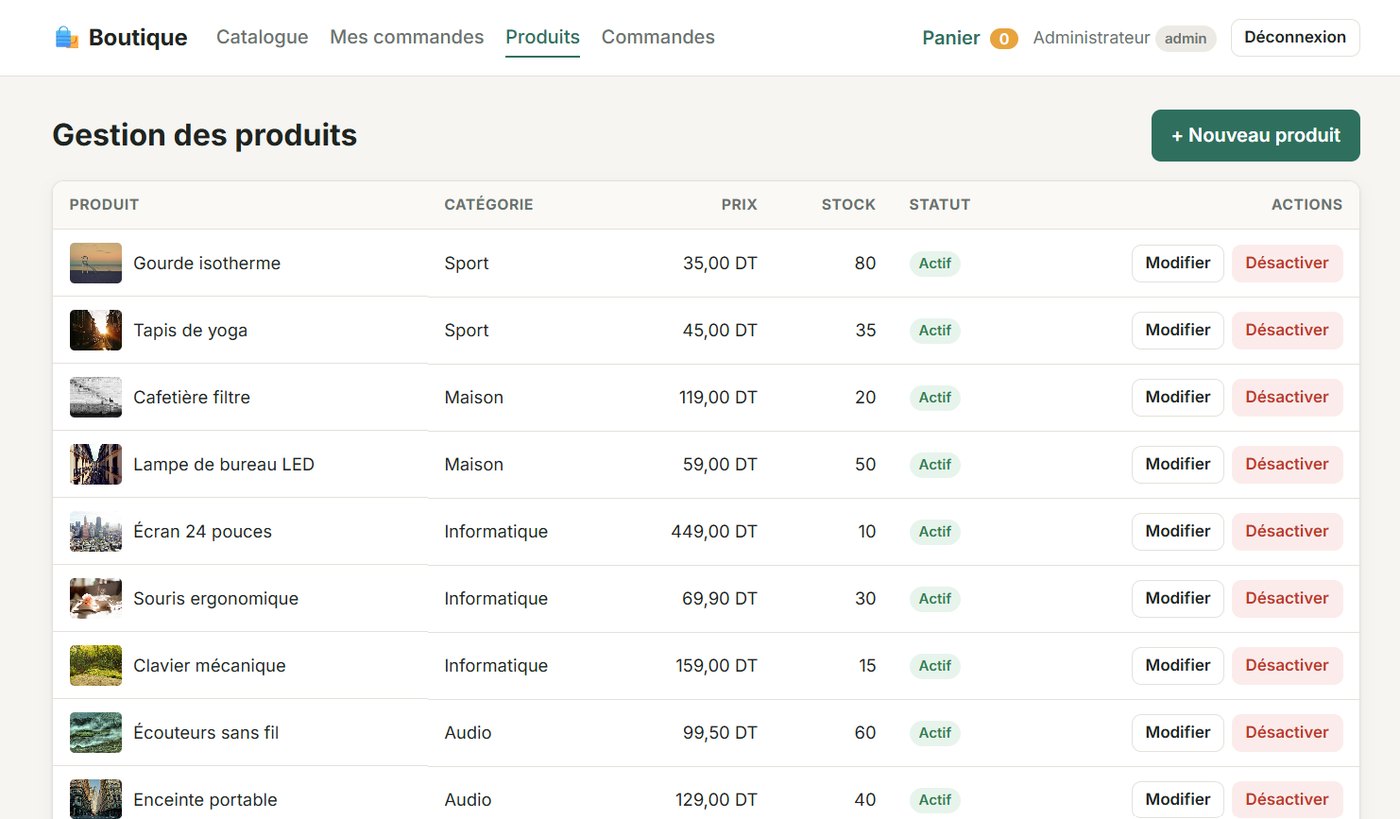 Boutique Catalogue Mes commandes Produits Commandes Panier 0 Administrateur admin Déconnexion
Gestion des produits + Nouveau produit
PRODUIT CATÉGORIE PRIX STOCK STATUT ACTIONS
Gourde isotherme Sport 35,00 DT 80 Actif Modifier Désactiver
Tapis de yoga Sport 45,00 DT 35 Actif Modifier Désactiver
Cafetière filtre Maison 119,00 DT 20 Actif Modifier Désactiver
Lampe de bureau LED Maison 59,00 DT 50 Actif Modifier Désactiver
Écran 24 pouces Informatique 449,00 DT 10 Actif Modifier Désactiver
Souris ergonomique Informatique 69,90 DT 30 Actif Modifier Désactiver
Clavier mécanique Informatique 159,00 DT 15 Actif Modifier Désactiver
Écouteurs sans fil Audio 99,50 DT 60 Actif Modifier Désactiver
Enceinte portable Audio 129,00 DT 40 Actif Modifier Désactiver